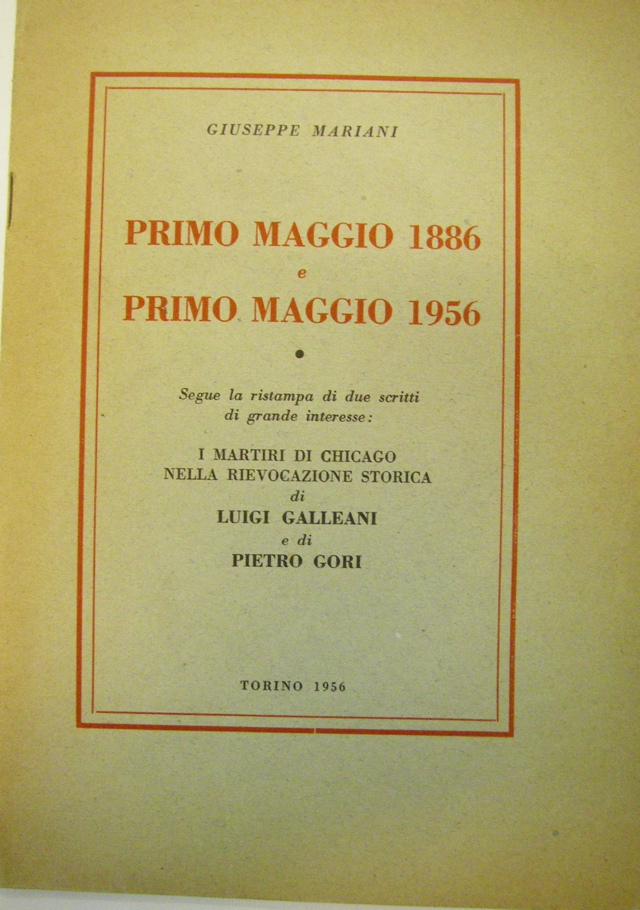 GIUSEPPE MARIANI
PRIMO MAGGIO 1886
e
PRIMO MAGGIO 1956
•
Segue la ristampa di due scritti
di grande interesse:
I MARTIRI DI CHICAGO
NELLA RIEVOCAZIONE STORICA
di
LUIGI GALLEANI
e di
PIETRO GORI
TORINO 1956